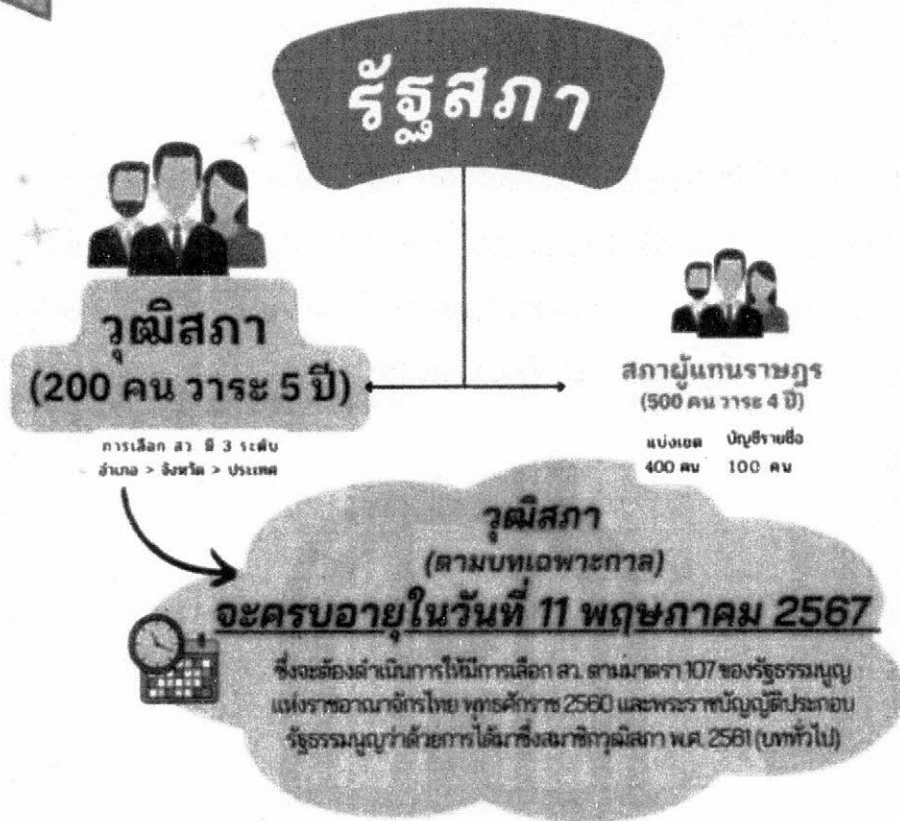 รัฐสภา
วุฒิสภา
(200 คน วาระ 5 ปี)
การเลือก สว มี 3 ระดับ
อำเภอ > จังหวัด > ประเทศ
สภาผู้แทนราษฎร
(500 คน วาระ 4 ปี)
แบ่งเขต บัญชีรายชื่อ
400 คน 100 คน
วุฒิสภา
(ตามบทเฉพาะกาล)
จะครบอายุในวันที่ 11 พฤษภาคม 2567
ซึ่งจะต้องดำเนินการให้มีการเลือก สว. ตามมาตรา 107 ของรัฐธรรมนูญ
แห่งราชอาณาจักรไทย พุทธศักราช 2560 และพระราชบัญญัติประกอบ
รัฐธรรมนูญว่าด้วยการได้มาซึ่งสมาชิกวุฒิสภา พ.ศ. 2561 (บททั่วไป)